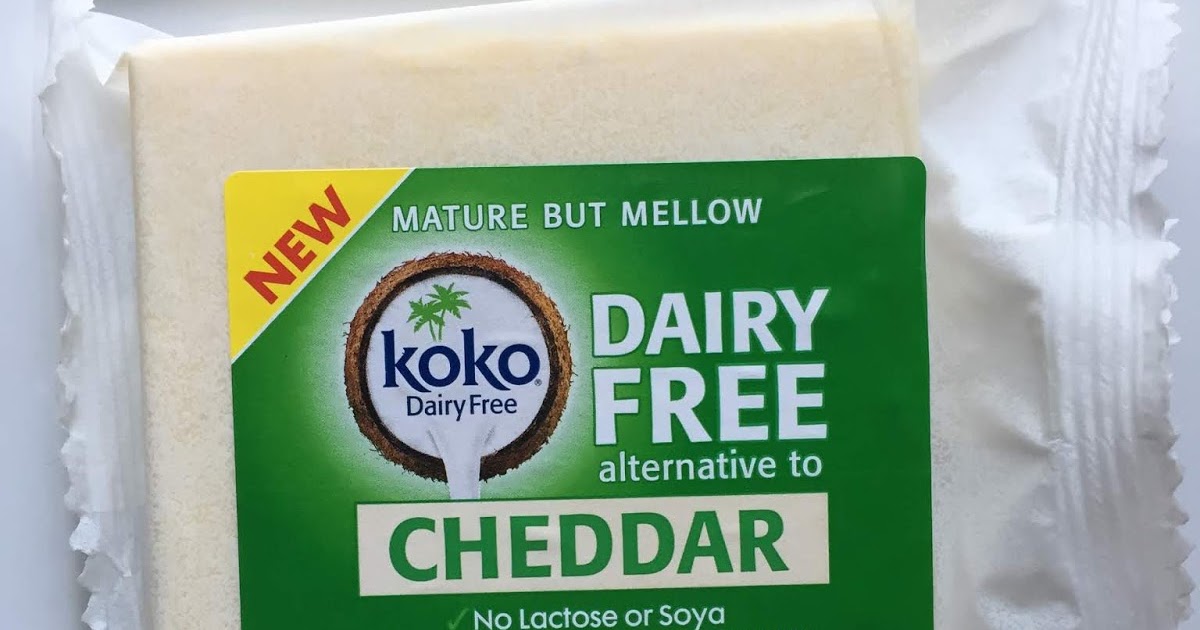 NEW
MATURE BUT MELLOW
koko
Dairy Free
DAIRY
FREE
alternative to
CHEDDAR
✓ No Lactose or Soya